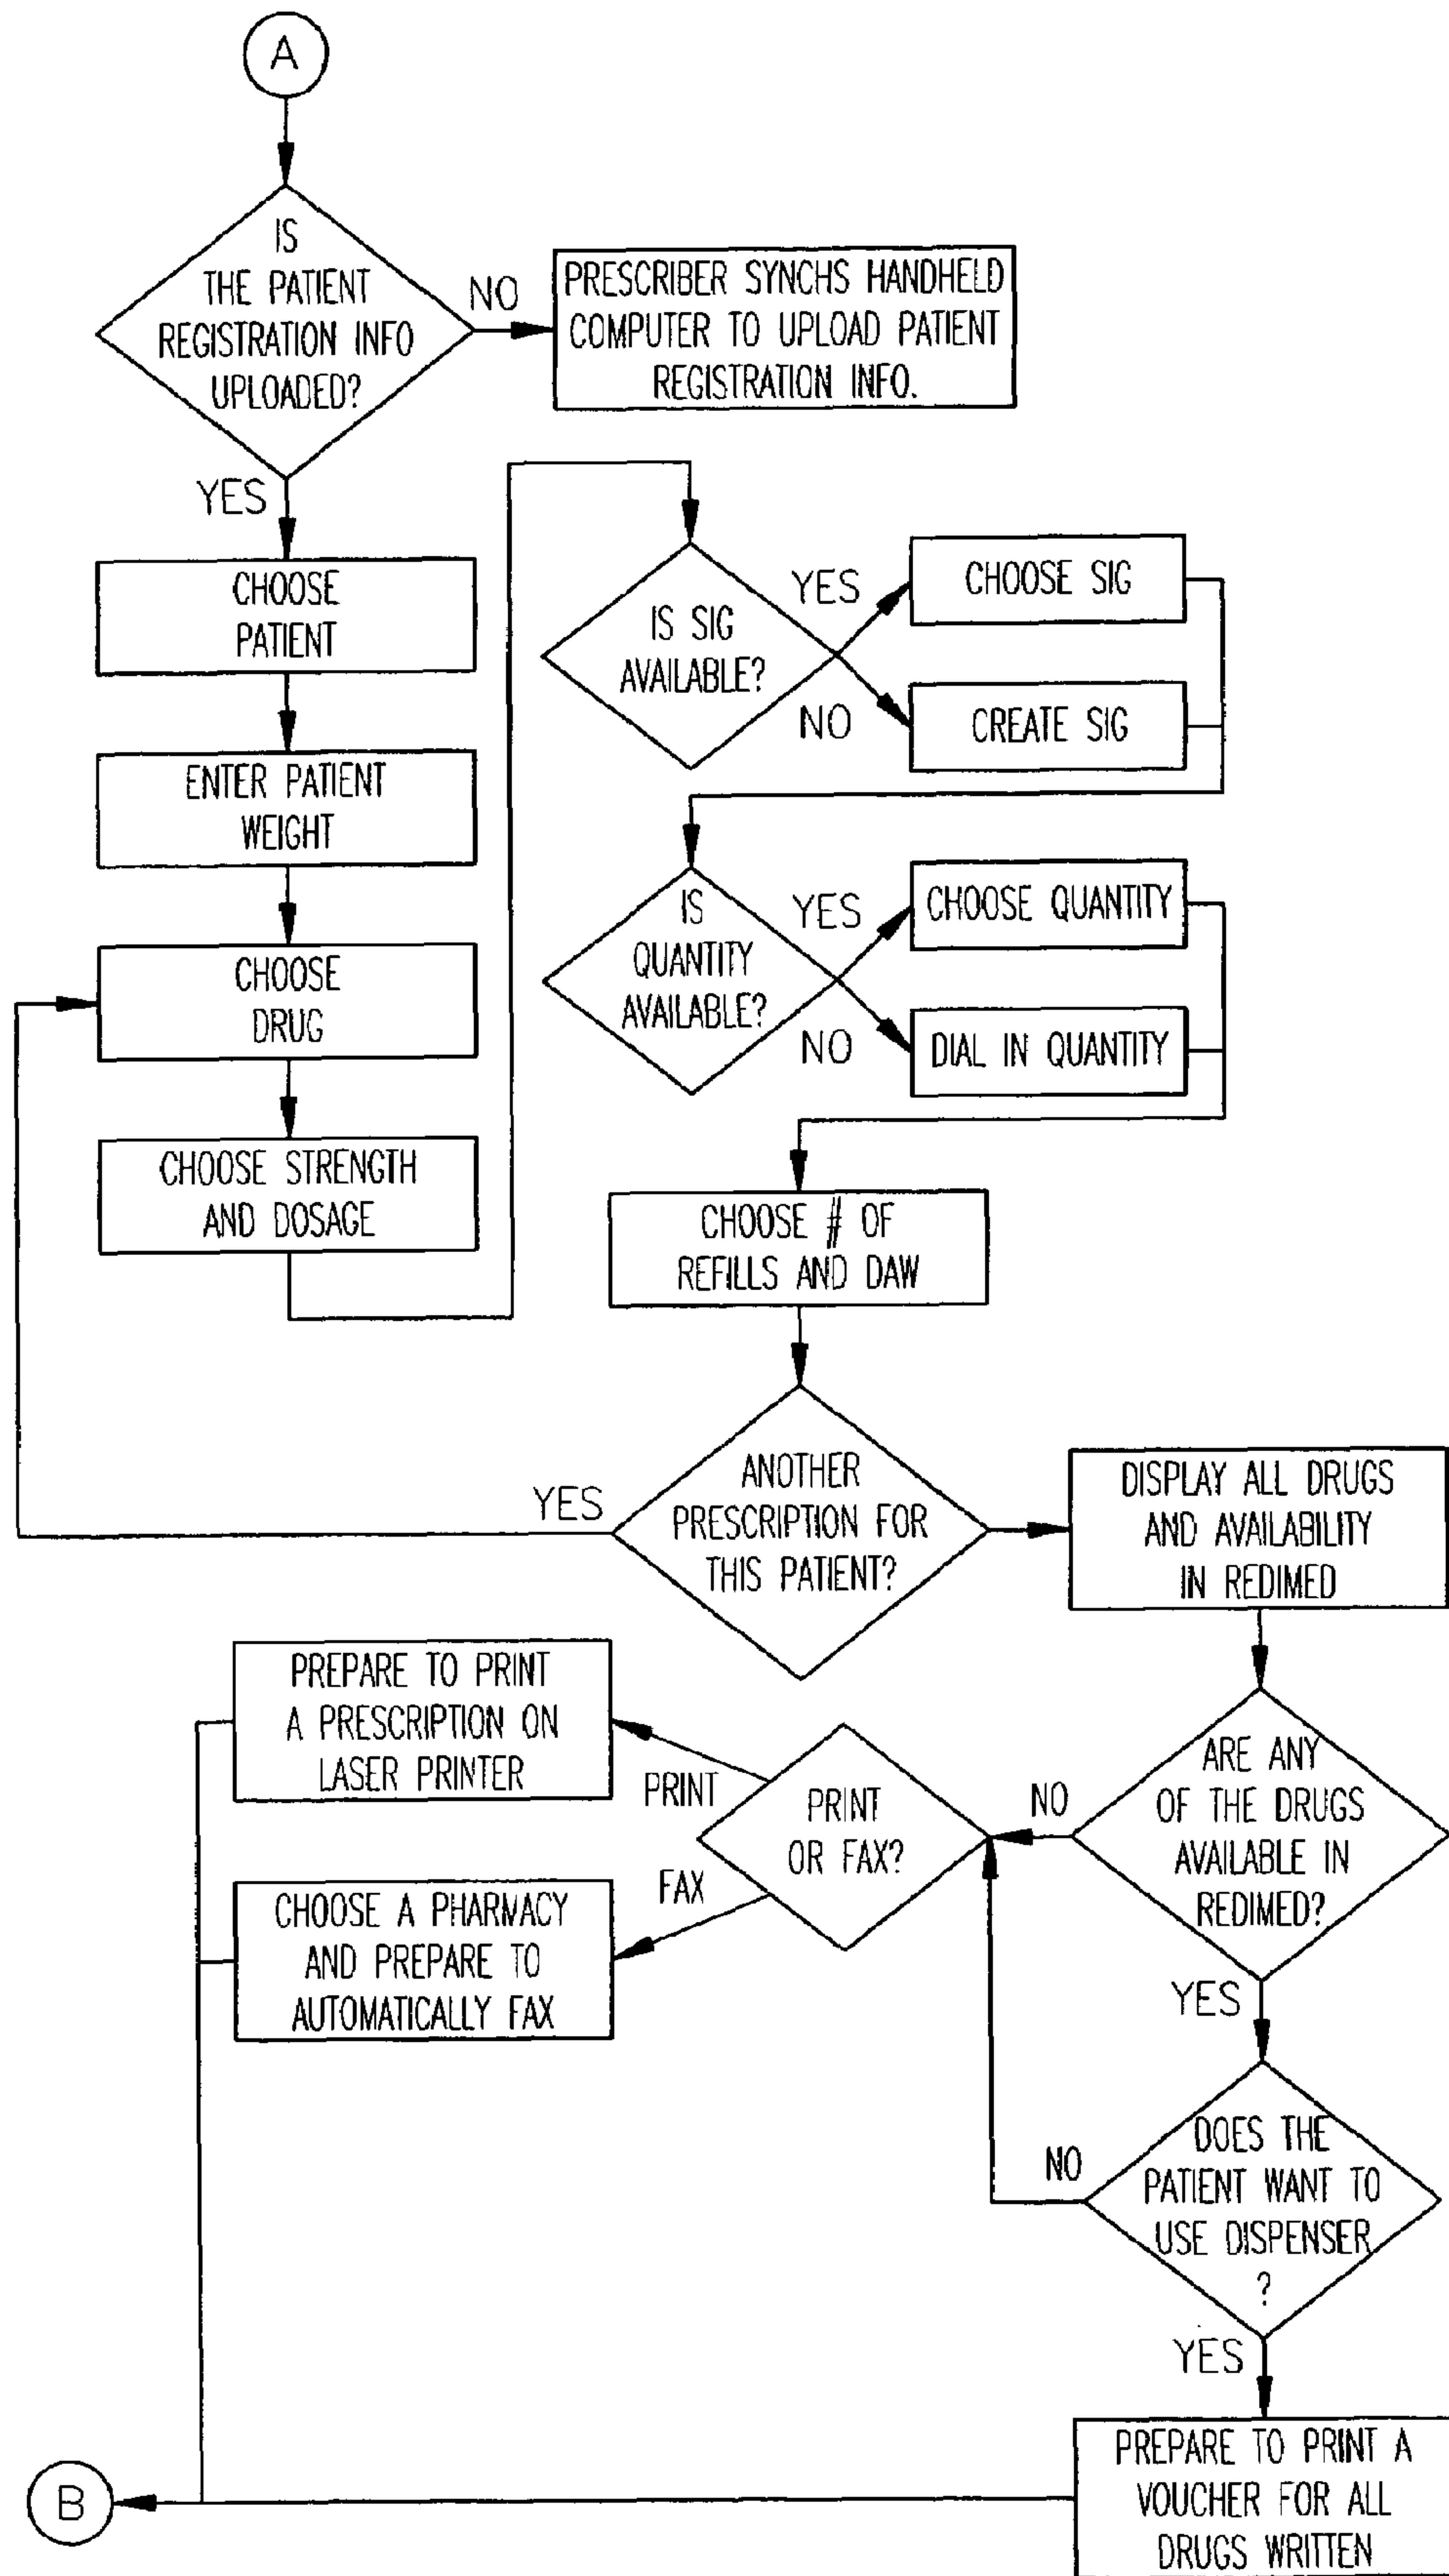 A
IS
THE PATIENT
REGISTRATION INFO
UPLOADED?
NO
PRESCRIBER SYNCHS HANDHELD
COMPUTER TO UPLOAD PATIENT
REGISTRATION INFO.
YES
CHOOSE
PATIENT
ENTER PATIENT
WEIGHT
CHOOSE
DRUG
CHOOSE STRENGTH
AND DOSAGE
IS SIG
AVAILABLE?
YES
CHOOSE SIG
NO
CREATE SIG
IS
QUANTITY
AVAILABLE?
YES
CHOOSE QUANTITY
NO
DIAL IN QUANTITY
CHOOSE # OF
REFILLS AND DAW
ANOTHER
PRESCRIPTION FOR
THIS PATIENT?
YES
DISPLAY ALL DRUGS
AND AVAILABILITY
IN REDIMED
ARE ANY
OF THE DRUGS
AVAILABLE IN
REDIMED?
NO
PRINT
OR FAX?
PRINT
PREPARE TO PRINT
A PRESCRIPTION ON
LASER PRINTER
FAX
CHOOSE A PHARMACY
AND PREPARE TO
AUTOMATICALLY FAX
YES
DOES THE
PATIENT WANT TO
USE DISPENSER
?
NO
YES
PREPARE TO PRINT A
VOUCHER FOR ALL
DRUGS WRITTEN
B